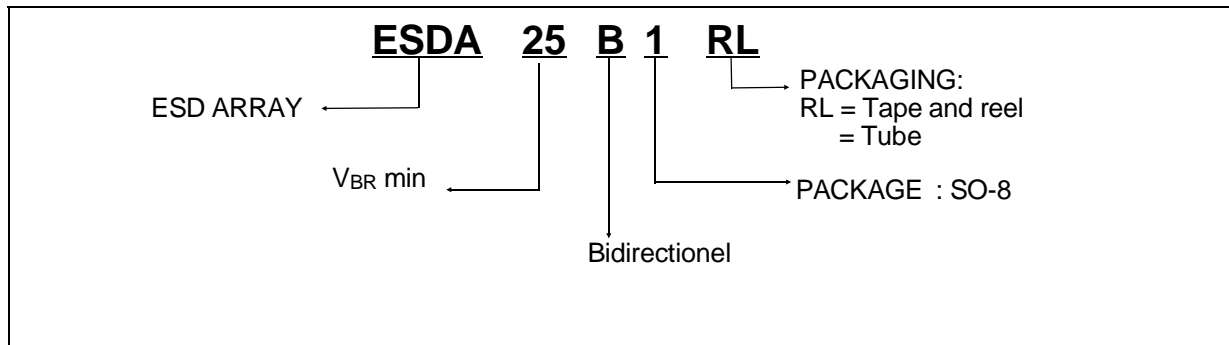 ESDA 25 B 1 RL
ESD ARRAY
PACKAGING:
RL = Tape and reel
= Tube
VBR min
PACKAGE : SO-8
Bidirectionel